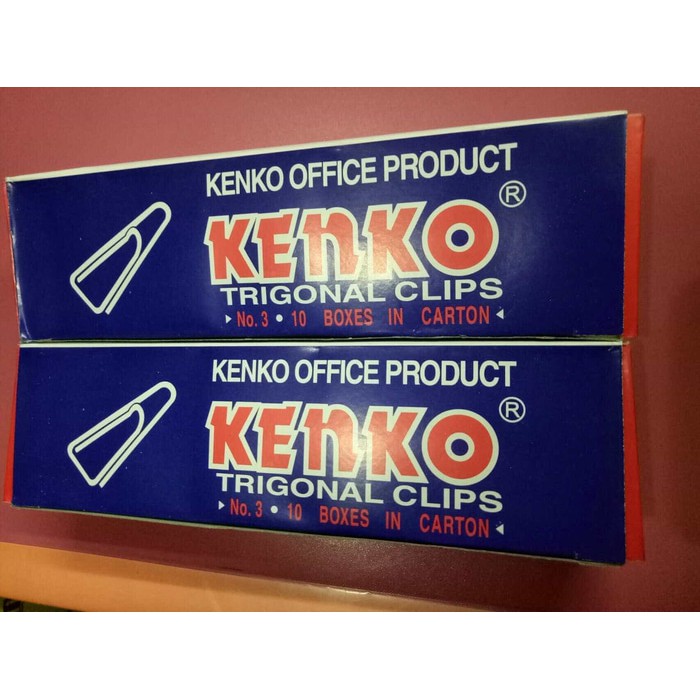 KENKO OFFICE PRODUCT
KENKO ®
TRIGONAL CLIPS
▸ No. 3 • 10 BOXES IN CARTON ◂
KENKO OFFICE PRODUCT
KENKO ®
TRIGONAL CLIPS
▸ No. 3 • 10 BOXES IN CARTON ◂